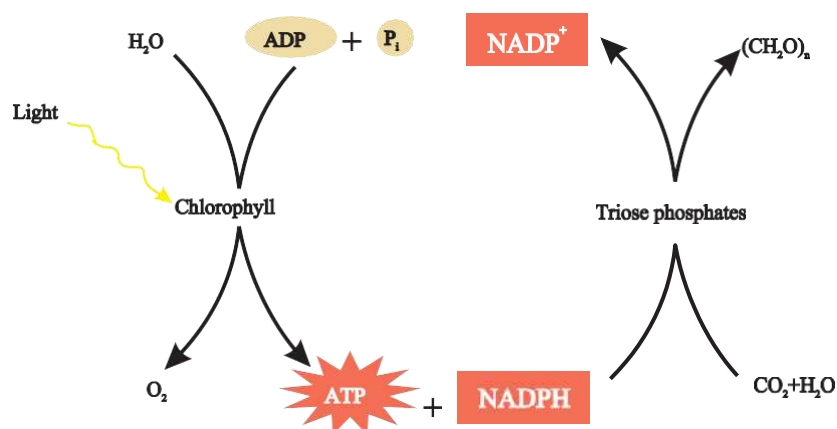 H₂O
ADP + Pᵢ
NADP⁺
(CH₂O)ₙ
Light
Chlorophyll
Triose phosphates
O₂
ATP + NADPH
CO₂+H₂O